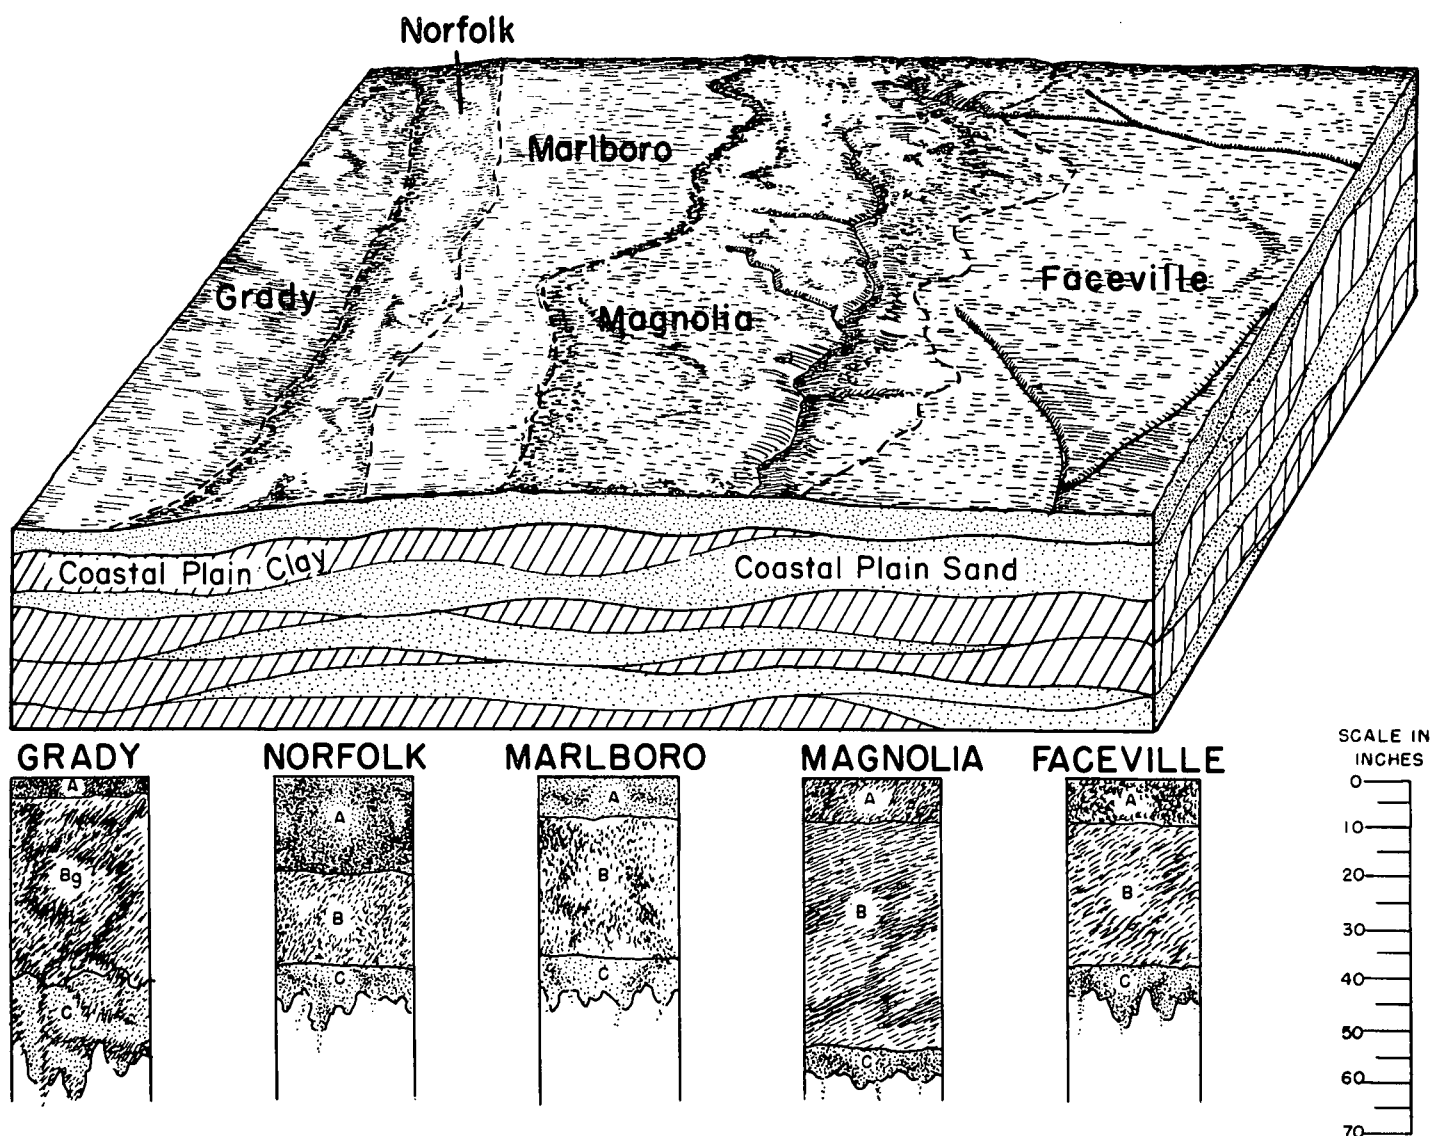 Norfolk
Marlboro
Grady
Magnolia
Faceville
Coastal Plain Clay
Coastal Plain Sand
GRADY
NORFOLK
MARLBORO
MAGNOLIA
FACEVILLE
SCALE IN
INCHES
A
Bg
C
A
B
C
A
B
C
A
B
C
A
B
C
0
10
20
30
40
50
60
70